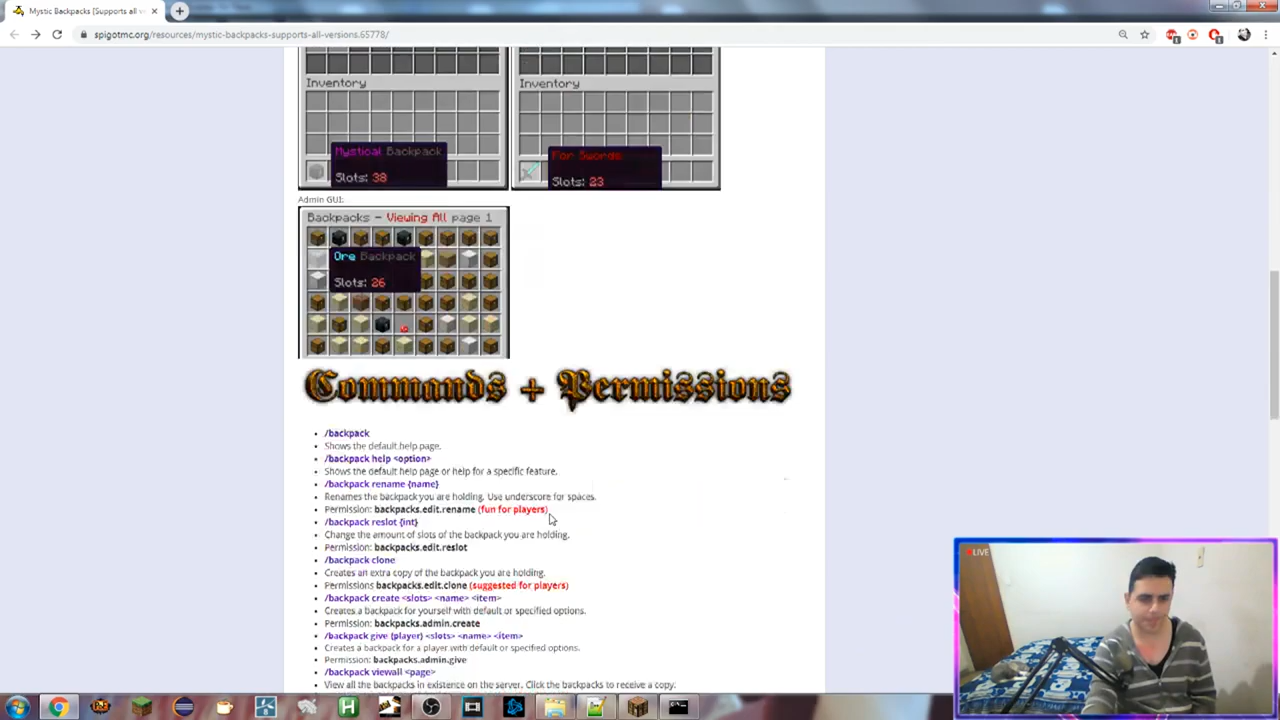 Mystic Backpacks [Supports all v
spigotmc.org/resources/mystic-backpacks-supports-all-versions.65778/
Inventory
Inventory
Mystical Backpack
Slots: 38
For Swords
Slots: 23
Admin GUI:
Backpacks - Viewing All page 1
Ore Backpack
Slots: 26
Commands + Permissions
/backpack
Shows the default help page.
/backpack help <option>
Shows the default help page or help for a specific feature.
/backpack rename {name}
Renames the backpack you are holding. Use underscore for spaces.
Permission: backpacks.edit.rename (fun for players)
/backpack reslot {int}
Change the amount of slots of the backpack you are holding.
Permission: backpacks.edit.reslot
/backpack clone
Creates an extra copy of the backpack you are holding.
Permissions backpacks.edit.clone (suggested for players)
/backpack create <slots> <name> <item>
Creates a backpack for yourself with default or specified options.
Permission: backpacks.admin.create
/backpack give {player} <slots> <name> <item>
Creates a backpack for a player with default or specified options.
Permission: backpacks.admin.give
/backpack viewall <page>
View all the backpacks in existence on the server. Click the backpacks to receive a copy.
LIVE